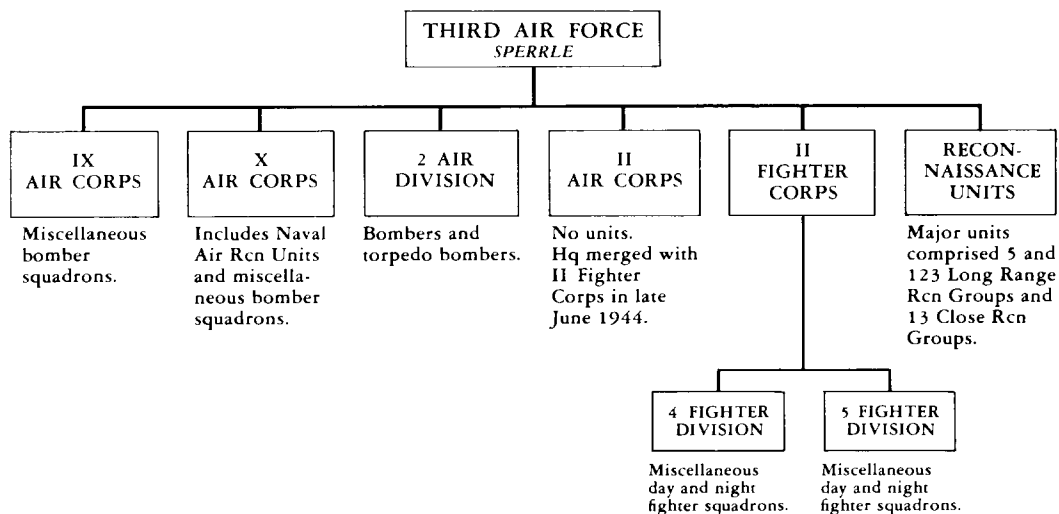 THIRD AIR FORCE
SPERRLE
IX
AIR CORPS
Miscellaneous
bomber
squadrons.
X
AIR CORPS
Includes Naval
Air Rcn Units
and miscella-
neous bomber
squadrons.
2 AIR
DIVISION
Bombers and
torpedo bombers.
II
AIR CORPS
No units.
Hq merged with
II Fighter
Corps in late
June 1944.
II
FIGHTER
CORPS
RECON-
NAISSANCE
UNITS
Major units
comprised 5 and
123 Long Range
Rcn Groups and
13 Close Rcn
Groups.
4 FIGHTER
DIVISION
Miscellaneous
day and night
fighter squadrons.
5 FIGHTER
DIVISION
Miscellaneous
day and night
fighter squadrons.